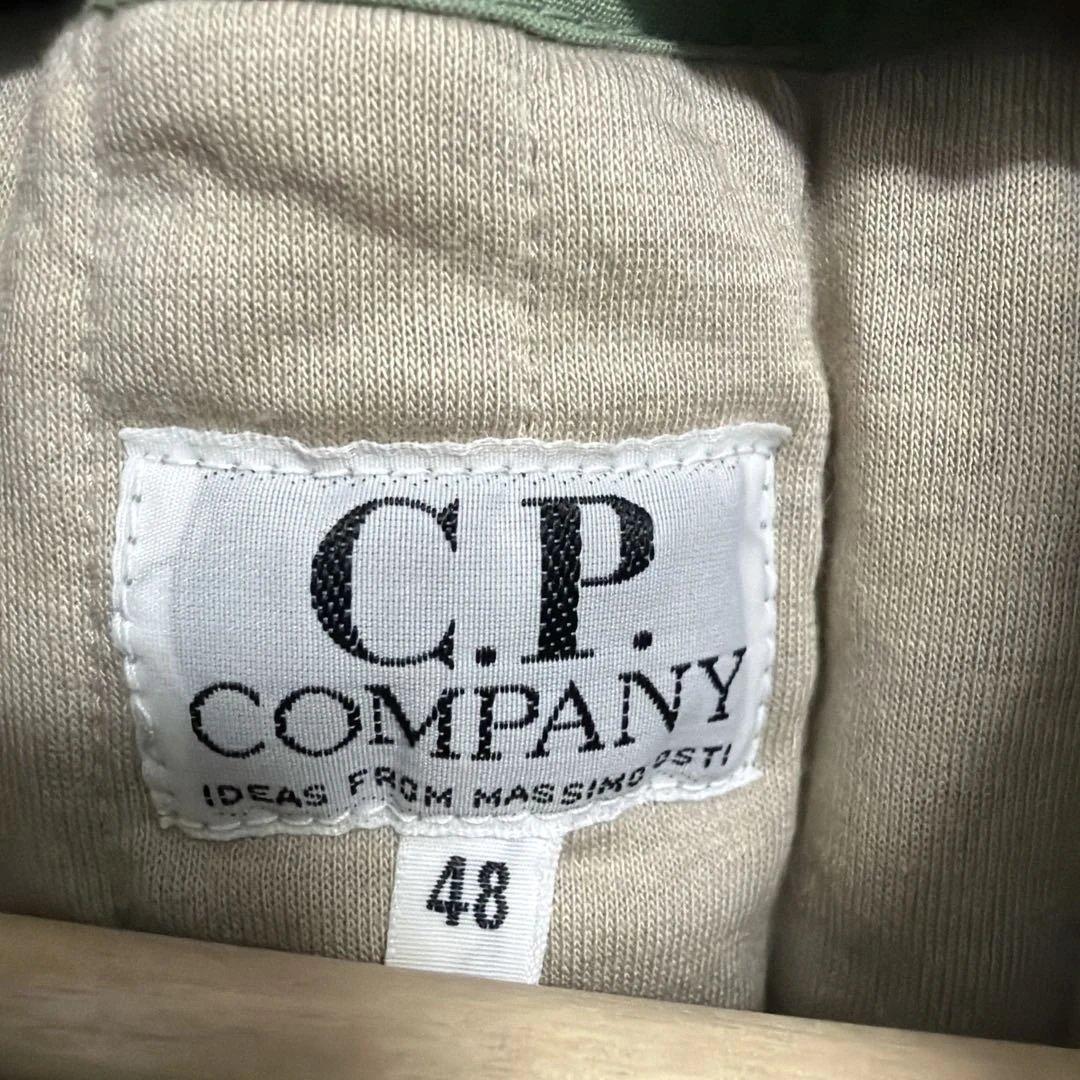 C.P.
COMPANY
IDEAS FROM MASSIMO OSTI
48